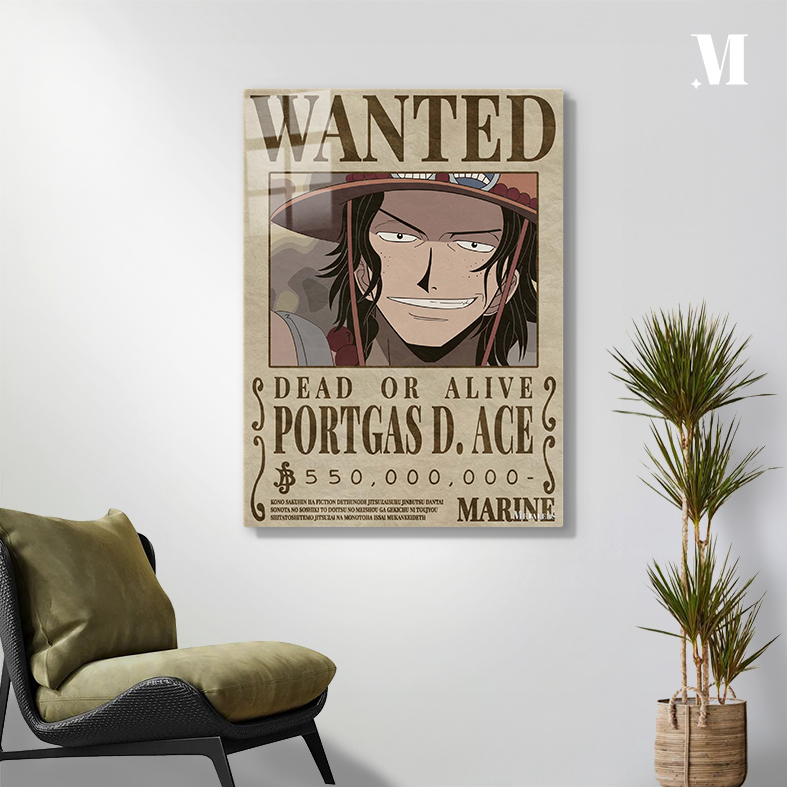 M
WANTED
DEAD OR ALIVE
PORTGAS D. ACE
550,000,000-
KONO SAKUHIN HA FICTION DETSUNODE JITSUZAISURU JINBUTSU DANTAI
SONOTA NO SOSHIKI TO DOITSU NO MEISHOU GA GEKICHU NI TOUJYOU
SHITATOSHITEMO JITSUZAI NA MONOTOHA ISSAI MUKANKEIDETH
MARINE